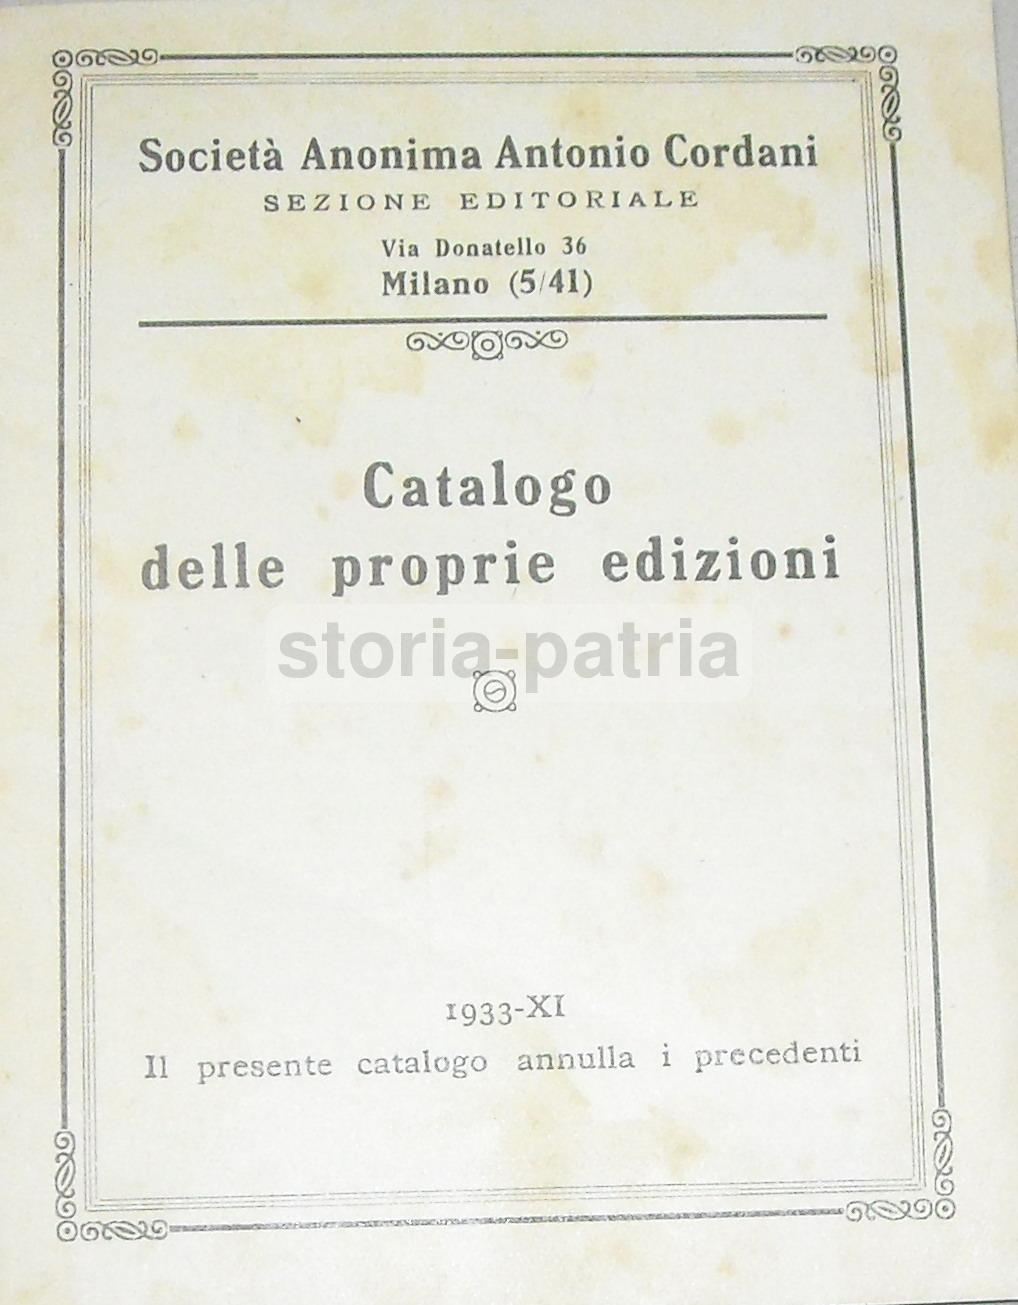 Società Anonima Antonio Cordani
SEZIONE EDITORIALE
Via Donatello 36
Milano (5/41)
Catalogo
delle proprie edizioni
storia-patria
1933-XI
Il presente catalogo annulla i precedenti